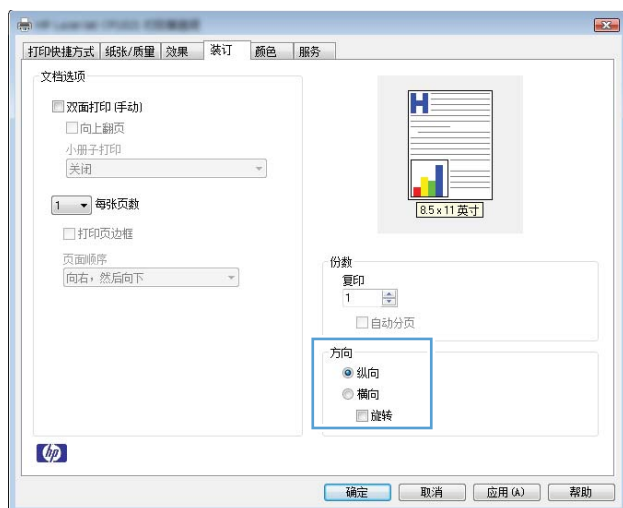 打印快捷方式 纸张/质量 效果 装订 颜色 服务
文档选项
双面打印(手动)
向上翻页
小册子打印
关闭
1 每张页数
打印页边框
页面顺序
向右，然后向下
H
8.5 x 11 英寸
份数
复印
1
自动分页
方向
纵向
横向
旋转
hp
确定 取消 应用(A) 帮助